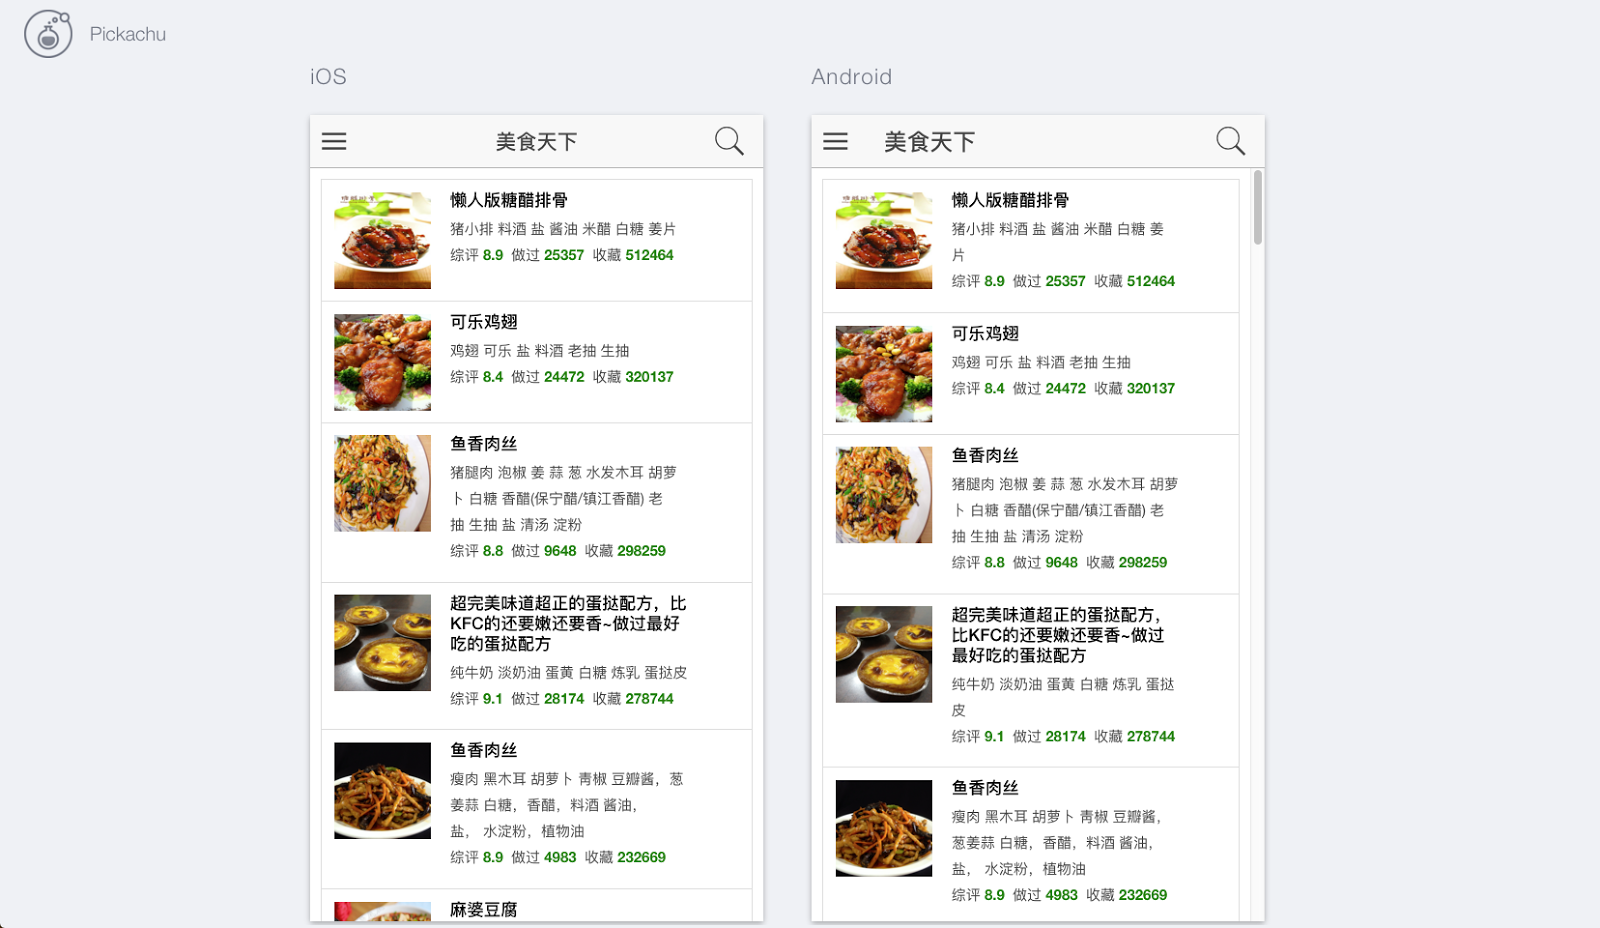 Pickachu
iOS
美食天下
懒人版糖醋排骨
猪小排 料酒 盐 酱油 米醋 白糖 姜片
综评 8.9 做过 25357 收藏 512464
可乐鸡翅
鸡翅 可乐 盐 料酒 老抽 生抽
综评 8.4 做过 24472 收藏 320137
鱼香肉丝
猪腿肉 泡椒 姜 蒜 葱 水发木耳 胡萝
卜 白糖 香醋(保宁醋/镇江香醋) 老
抽 生抽 盐 清汤 淀粉
综评 8.8 做过 9648 收藏 298259
超完美味道超正的蛋挞配方，比
KFC的还要嫩还要香~做过最好
吃的蛋挞配方
纯牛奶 淡奶油 蛋黄 白糖 炼乳 蛋挞皮
综评 9.1 做过 28174 收藏 278744
鱼香肉丝
瘦肉 黑木耳 胡萝卜 青椒 豆瓣酱，葱
姜蒜 白糖，香醋，料酒 酱油，
盐， 水淀粉，植物油
综评 8.9 做过 4983 收藏 232669
麻婆豆腐
Android
美食天下
懒人版糖醋排骨
猪小排 料酒 盐 酱油 米醋 白糖 姜
片
综评 8.9 做过 25357 收藏 512464
可乐鸡翅
鸡翅 可乐 盐 料酒 老抽 生抽
综评 8.4 做过 24472 收藏 320137
鱼香肉丝
猪腿肉 泡椒 姜 蒜 葱 水发木耳 胡萝
卜 白糖 香醋(保宁醋/镇江香醋) 老
抽 生抽 盐 清汤 淀粉
综评 8.8 做过 9648 收藏 298259
超完美味道超正的蛋挞配方，
比KFC的还要嫩还要香~做过
最好吃的蛋挞配方
纯牛奶 淡奶油 蛋黄 白糖 炼乳 蛋挞
皮
综评 9.1 做过 28174 收藏 278744
鱼香肉丝
瘦肉 黑木耳 胡萝卜 青椒 豆瓣酱，
葱姜蒜 白糖，香醋，料酒 酱油，
盐， 水淀粉，植物油
综评 8.9 做过 4983 收藏 232669